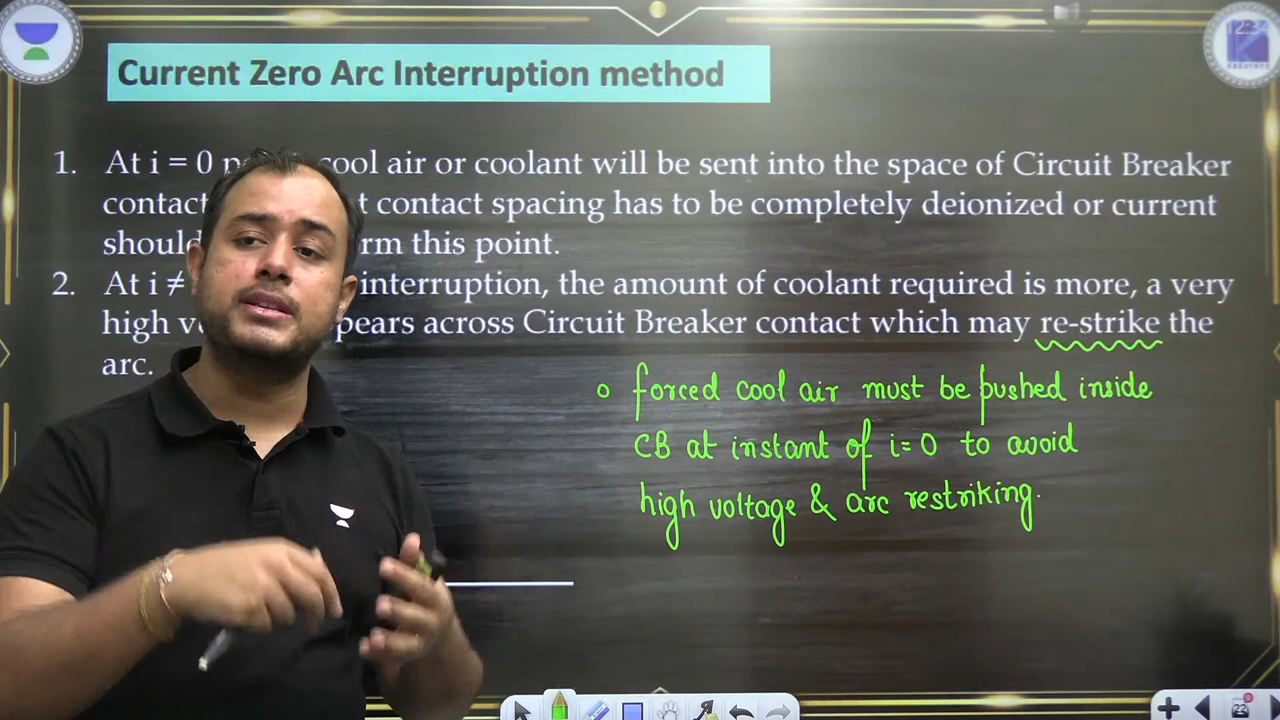 Current Zero Arc Interruption method
1. At i = 0 cool air or coolant will be sent into the space of Circuit Breaker
contact contact spacing has to be completely deionized or current
this point.
2. At i ≠ interruption, the amount of coolant required is more, a very
high across Circuit Breaker contact which may re-strike the
arc.
o forced cool air must be pushed inside
CB at instant of i=0 to avoid
high voltage & arc restriking.
12:34
23